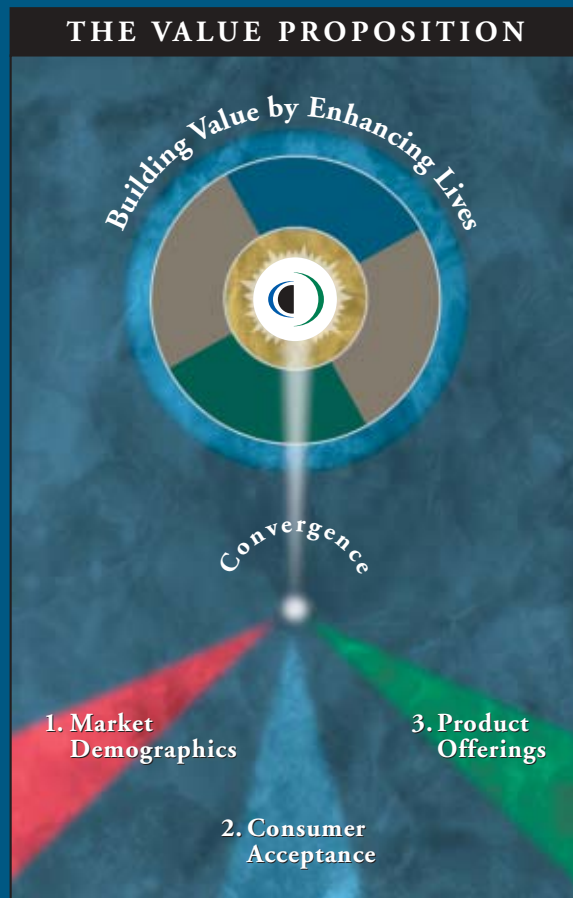 THE VALUE PROPOSITION
Building Value by Enhancing Lives
Convergence
1. Market
Demographics
3. Product
Offerings
2. Consumer
Acceptance